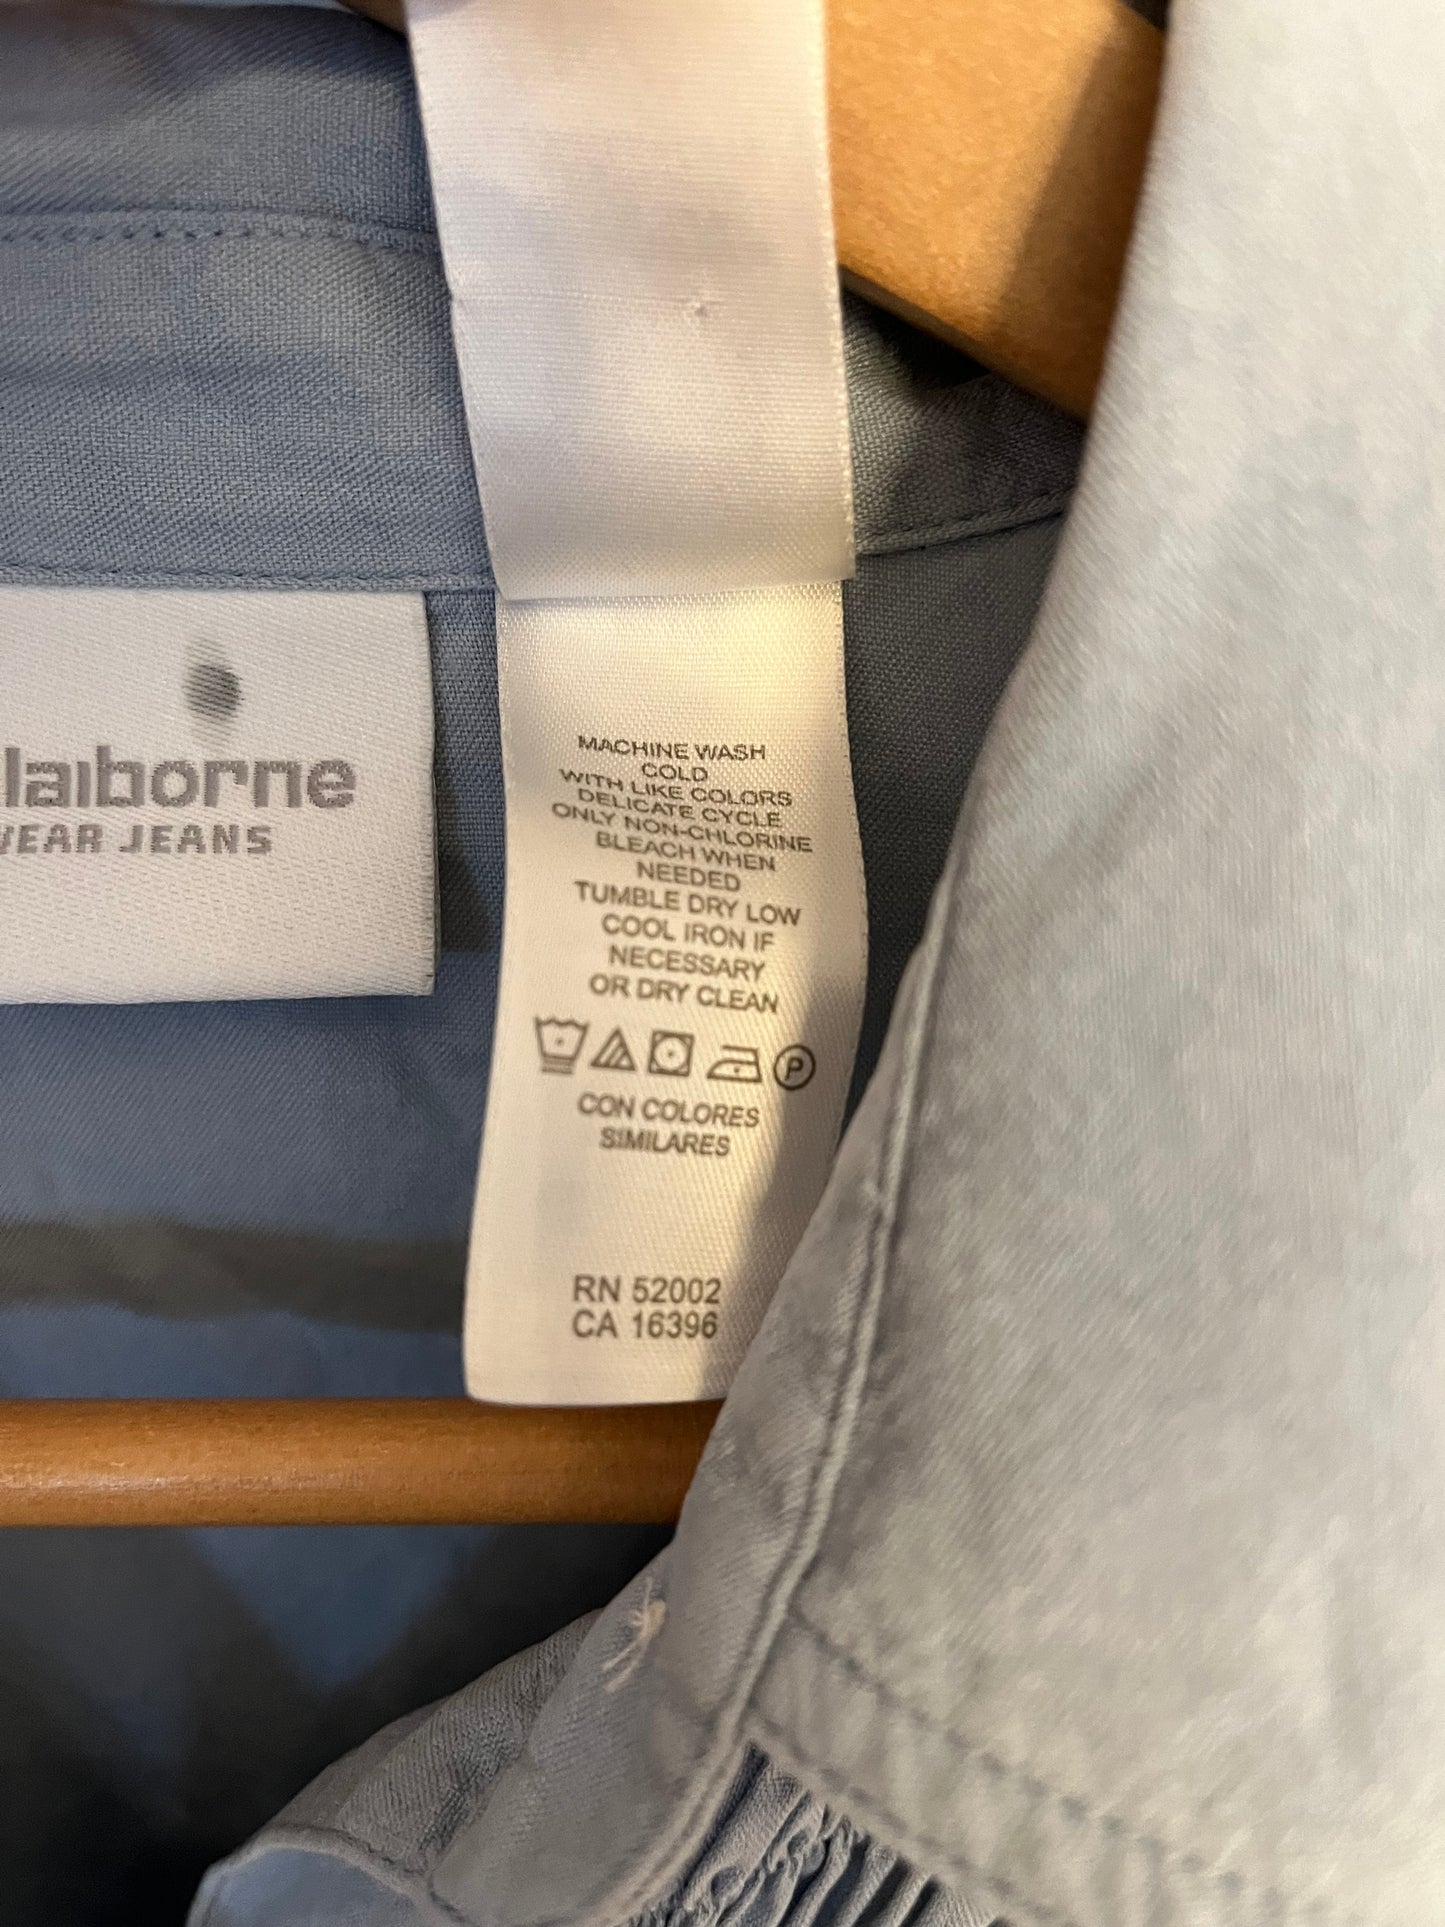 laiborne
WEAR JEANS
MACHINE WASH
COLD
WITH LIKE COLORS
DELICATE CYCLE
ONLY NON-CHLORINE
BLEACH WHEN
NEEDED
TUMBLE DRY LOW
COOL IRON IF
NECESSARY
OR DRY CLEAN
P
CON COLORES
SIMILARES
RN 52002
CA 16396